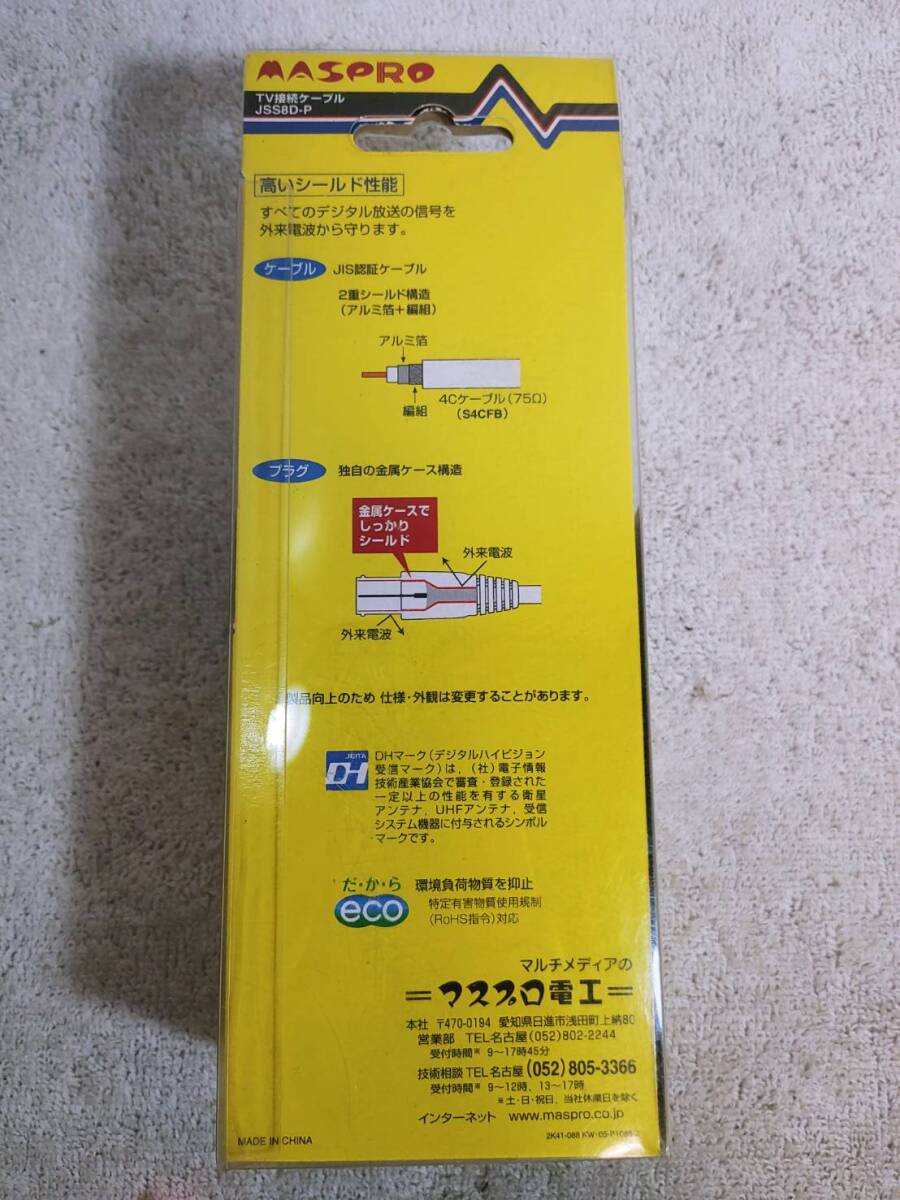 MASPRO
TV接続ケーブル
JSS8D-P
高いシールド性能
すべてのデジタル放送の信号を
外来電波から守ります。
ケーブル JIS認証ケーブル
2重シールド構造
(アルミ箔+編組)
アルミ箔
編組
4Cケーブル(75Ω)
(S4CFB)
プラグ 独自の金属ケース構造
金属ケースで
しっかり
シールド
外来電波
外来電波
製品向上のため 仕様・外観は変更することがあります。
JEITA
DH
DHマーク(デジタルハイビジョン
受信マーク)は,(社)電子情報
技術産業協会で審査・登録された
一定以上の性能を有する衛星
アンテナ,UHFアンテナ,受信
システム機器に付与されるシンボル
マークです。
だ・か・ら
eco
環境負荷物質を抑止
特定有害物質使用規制
(RoHS指令)対応
マルチメディアの
=マスプロ電工=
本社 〒470-0194 愛知県日進市浅田町上納80
営業部 TEL名古屋(052)802-2244
受付時間※ 9〜17時45分
技術相談 TEL名古屋(052)805-3366
受付時間※ 9〜12時,13〜17時
※土・日・祝日,当社休業日を除く
インターネット www.maspro.co.jp
MADE IN CHINA